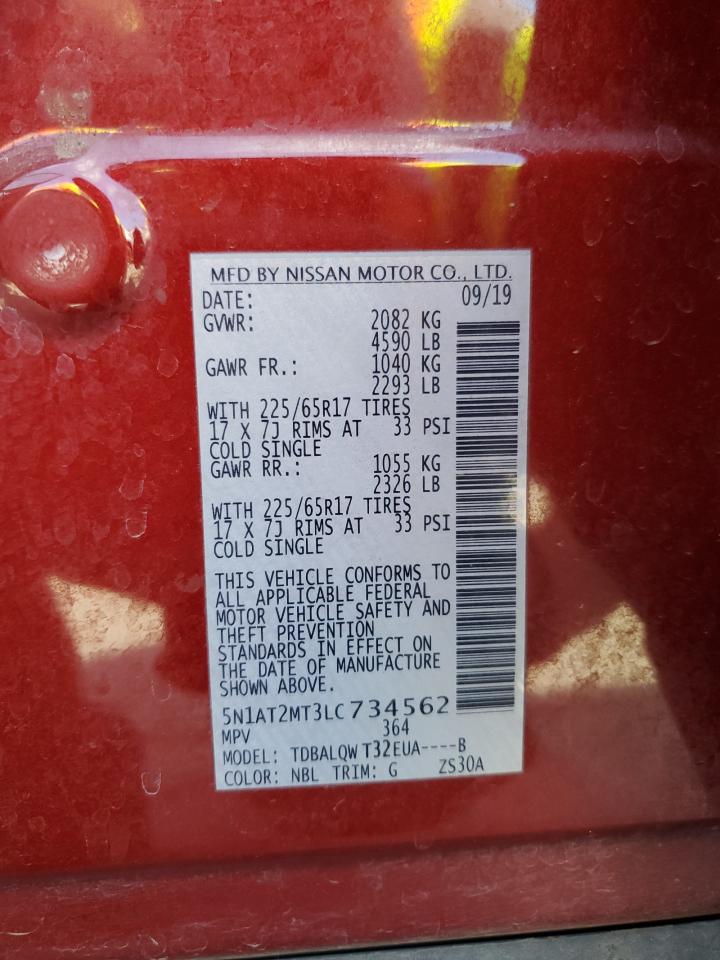 MFD BY NISSAN MOTOR CO., LTD.
DATE: 09/19
GVWR: 2082 KG
4590 LB
GAWR FR.: 1040 KG
2293 LB
WITH 225/65R17 TIRES
17 X 7J RIMS AT 33 PSI
COLD SINGLE
GAWR RR.: 1055 KG
2326 LB
WITH 225/65R17 TIRES
17 X 7J RIMS AT 33 PSI
COLD SINGLE
THIS VEHICLE CONFORMS TO
ALL APPLICABLE FEDERAL
MOTOR VEHICLE SAFETY AND
THEFT PREVENTION
STANDARDS IN EFFECT ON
THE DATE OF MANUFACTURE
SHOWN ABOVE.
5N1AT2MT3LC734562
MPV 364
MODEL: TDBALQW T32EUA----B
COLOR: NBL TRIM: G ZS30A